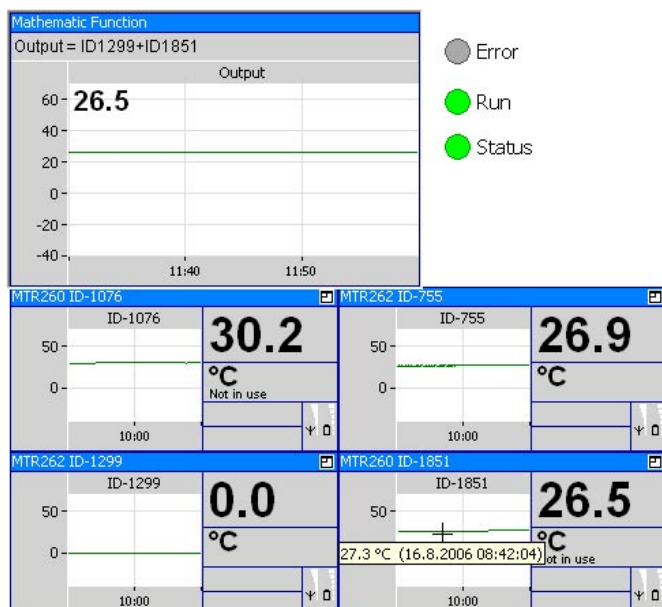 Mathematic Function
Output = ID1299+ID1851
Output
26.5
60
40
20
0
-20
-40
11:40 11:50
Error
Run
Status
MTR260 ID-1076
ID-1076
50
0
10:00
30.2
°C
Not in use
MTR262 ID-755
ID-755
50
0
10:00
26.9
°C
MTR262 ID-1299
ID-1299
50
0
10:00
0.0
°C
MTR260 ID-1851
ID-1851
50
26.5
°C
27.3 °C (16.8.2006 08:42:04)
ot in use
10:00